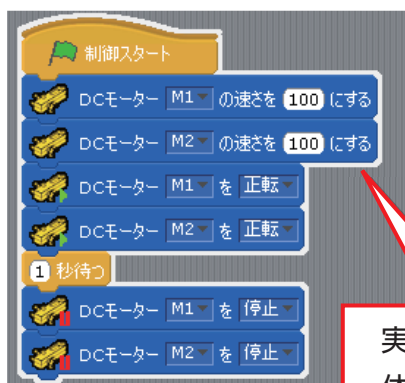 制御スタート
DCモーター M1 の速さを 100 にする
DCモーター M2 の速さを 100 にする
DCモーター M1 を 正転
DCモーター M2 を 正転
1 秒待つ
DCモーター M1 を 停止
DCモーター M2 を 停止
実